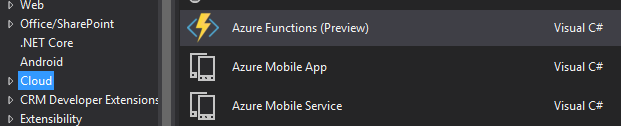 Web
Office/SharePoint
.NET Core
Android
Cloud
CRM Developer Extensions
Extensibility
Azure Functions (Preview) Visual C#
Azure Mobile App Visual C#
Azure Mobile Service Visual C#